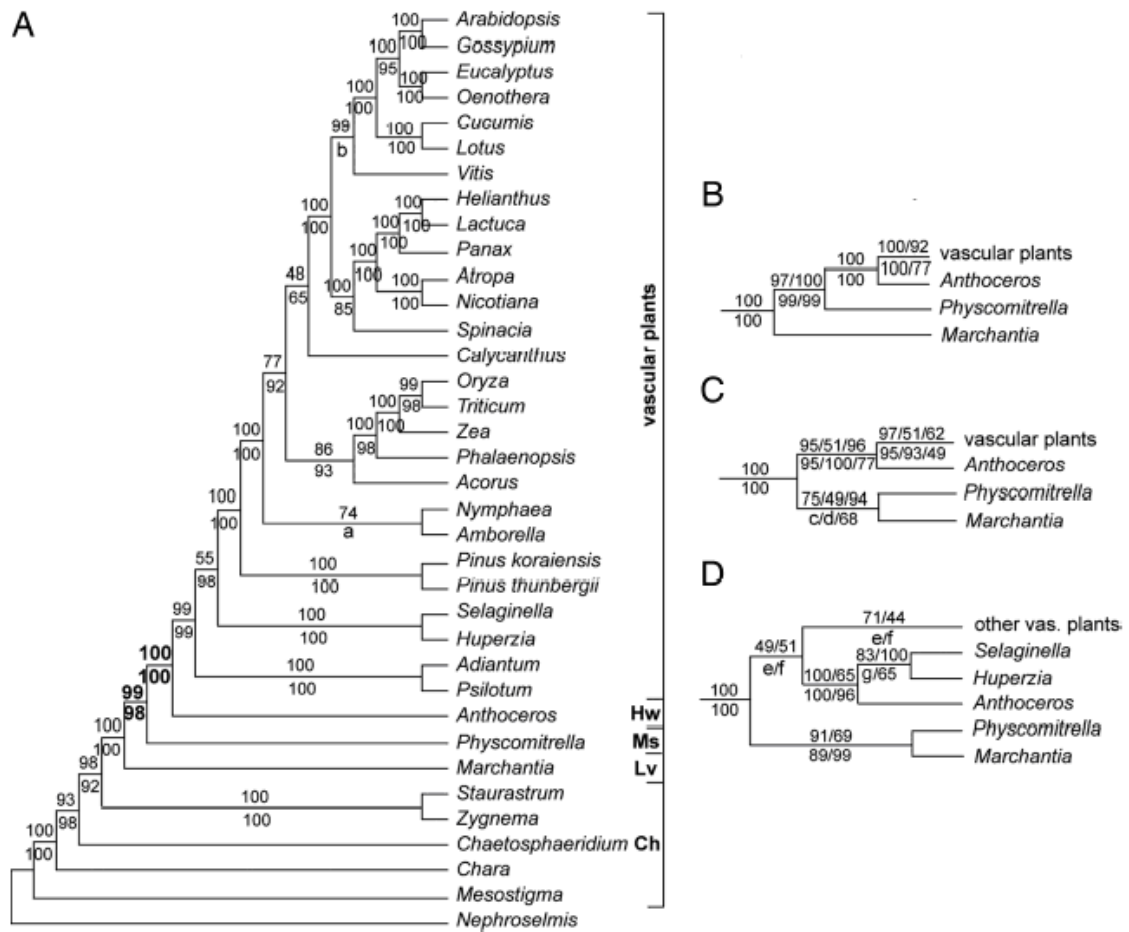 A
100
Arabidopsis
100
100
Gossypium
95
100
Eucalyptus
100
100
Oenothera
100
100
Cucumis
99
100
Lotus
b
Vitis
100
Helianthus
100
100
Lactuca
100
100
100
Panax
100
100
100
Atropa
48
100
100
Nicotiana
65
85
Spinacia
77
Calycanthus
92
99
Oryza
100
98
Triticum
100
100
Zea
100
86
98
Phalaenopsis
100
93
Acorus
100
74
Nymphaea
100
a
Amborella
55
100
Pinus koraiensis
98
100
Pinus thunbergii
99
100
Selaginella
99
100
Huperzia
100
100
Adiantum
100
100
Psilotum
99
Anthoceros
Hw
98
100
Physcomitrella
Ms
100
98
Marchantia
Lv
92
100
Staurastrum
93
100
Zygnema
98
Chaetosphaeridium
Ch
100
Chara
100
Mesostigma
Nephroselmis
vascular plants
B
100/92
vascular plants
100
100/77
97/100
100
Anthoceros
99/99
100
Physcomitrella
100
Marchantia
C
97/51/62
vascular plants
95/51/96
95/93/49
95/100/77
Anthoceros
100
75/49/94
Physcomitrella
100
c/d/68
Marchantia
D
71/44
other vas. plants
49/51
e/f
e/f
83/100
Selaginella
100/65
g/65
Huperzia
100
100/96
Anthoceros
100
91/69
Physcomitrella
89/99
Marchantia